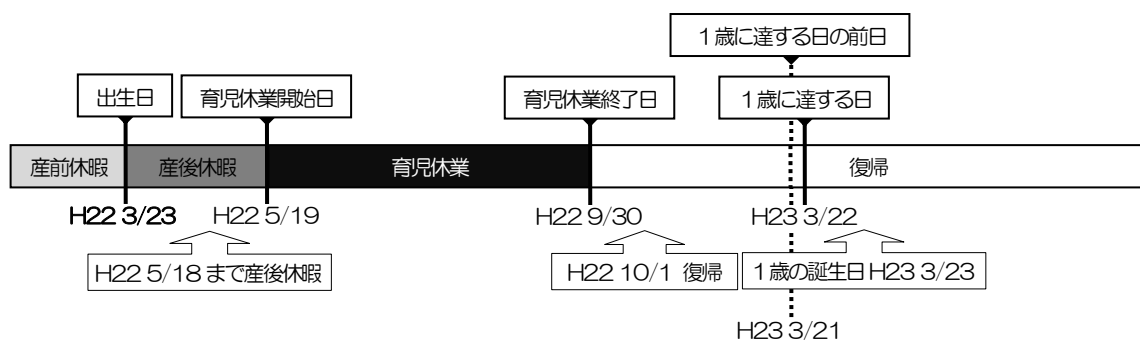 1歳に達する日の前日
出生日
育児休業開始日
育児休業終了日
1歳に達する日
産前休暇
産後休暇
育児休業
復帰
H22 3/23
H22 5/19
H22 9/30
H23 3/22
H22 5/18まで産後休暇
H22 10/1 復帰
1歳の誕生日H23 3/23
H23 3/21